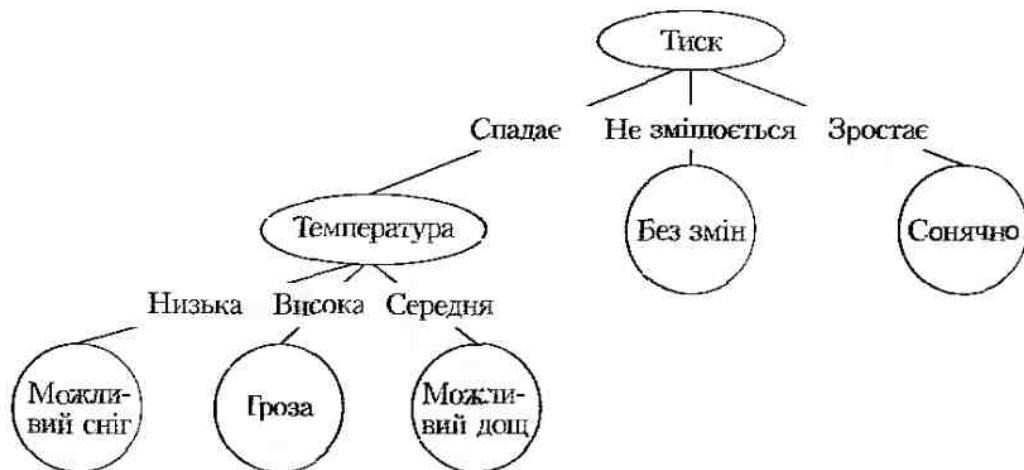 Тиск
Спадає Не змінюється Зростає
Температура
Без змін
Сонячно
Низька Висока Середня
Можли-
вий сніг
Гроза
Можли-
вий дощ